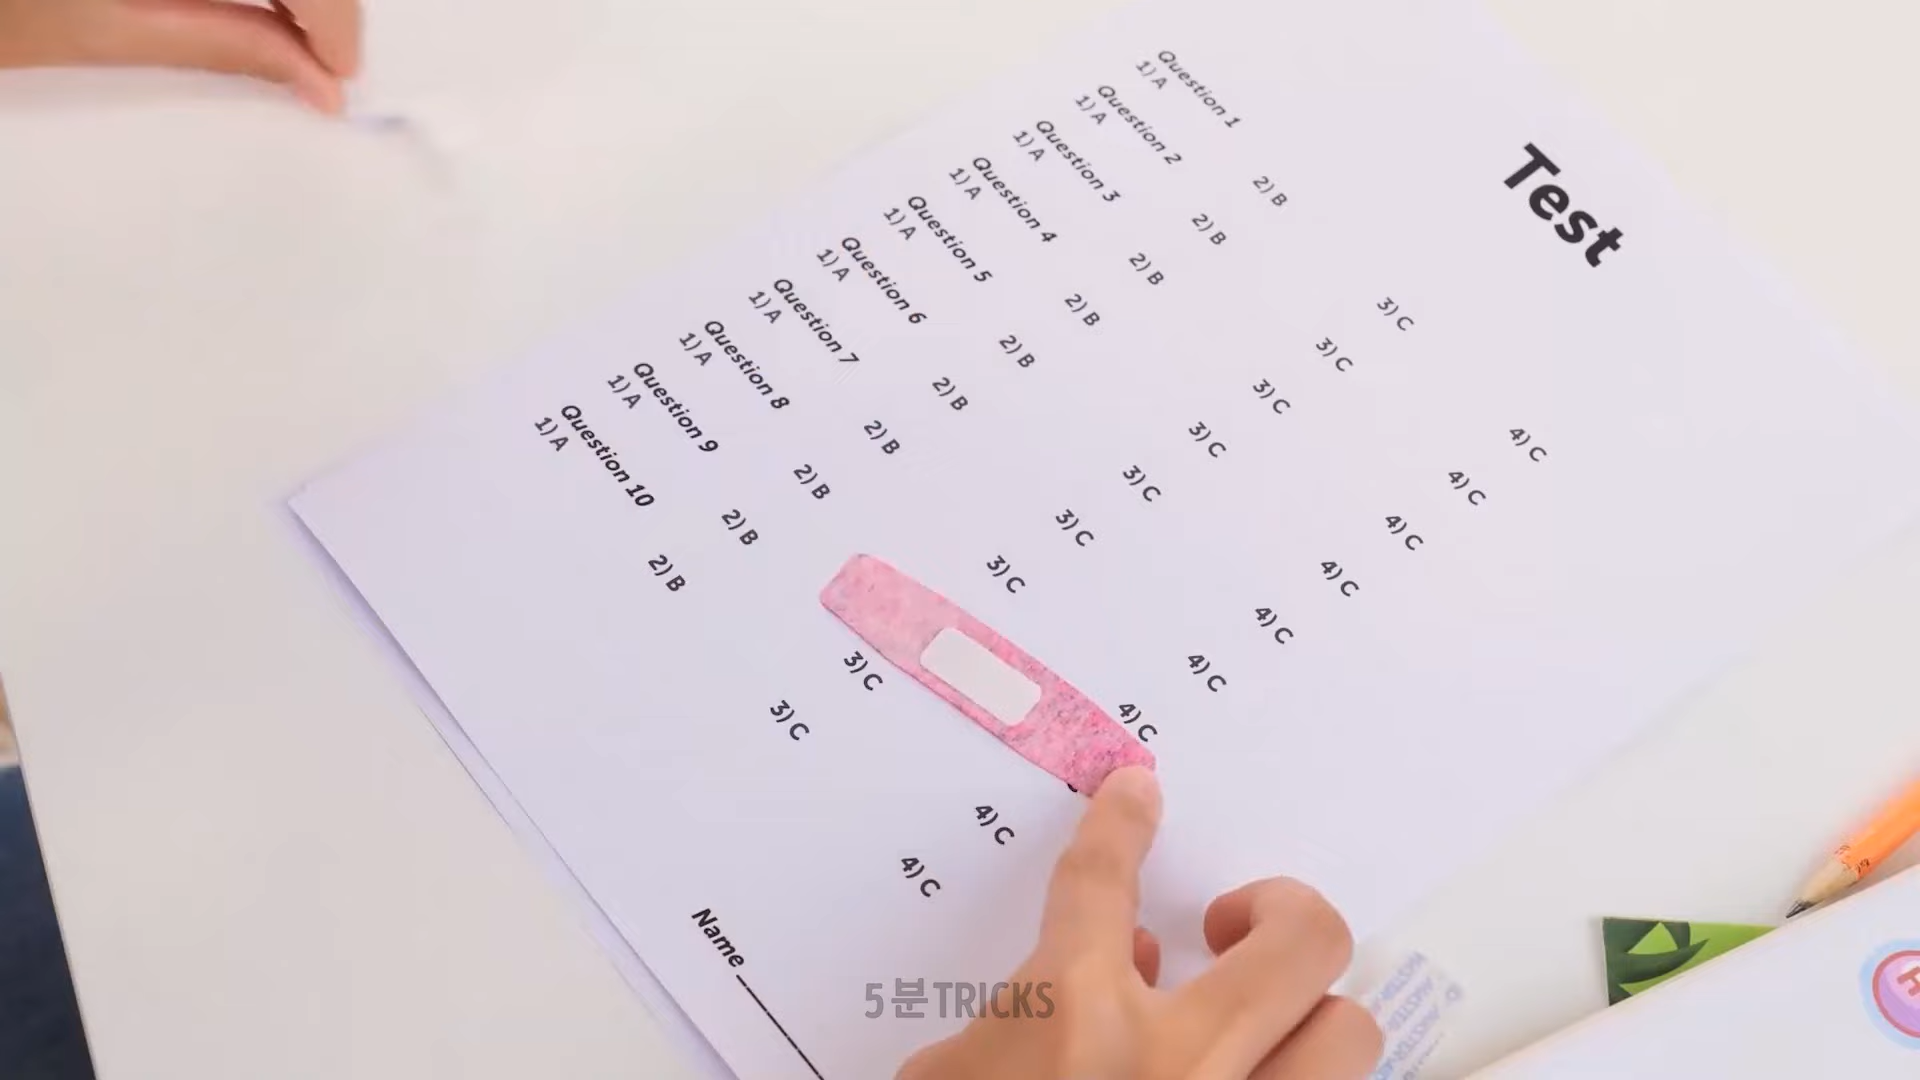 Test
Question 1
1) A 2) B 3) C 4) C
Question 2
1) A 2) B 3) C 4) C
Question 3
1) A 2) B 3) C 4) C
Question 4
1) A 2) B 3) C 4) C
Question 5
1) A 2) B 3) C 4) C
Question 6
1) A 2) B 3) C 4) C
Question 7
1) A 2) B 3) C 4) C
Question 8
1) A 2) B
Question 9
1) A 2) B 3) C 4) C
Question 10
1) A 2) B 3) C 4) C
Name
5분TRICKS